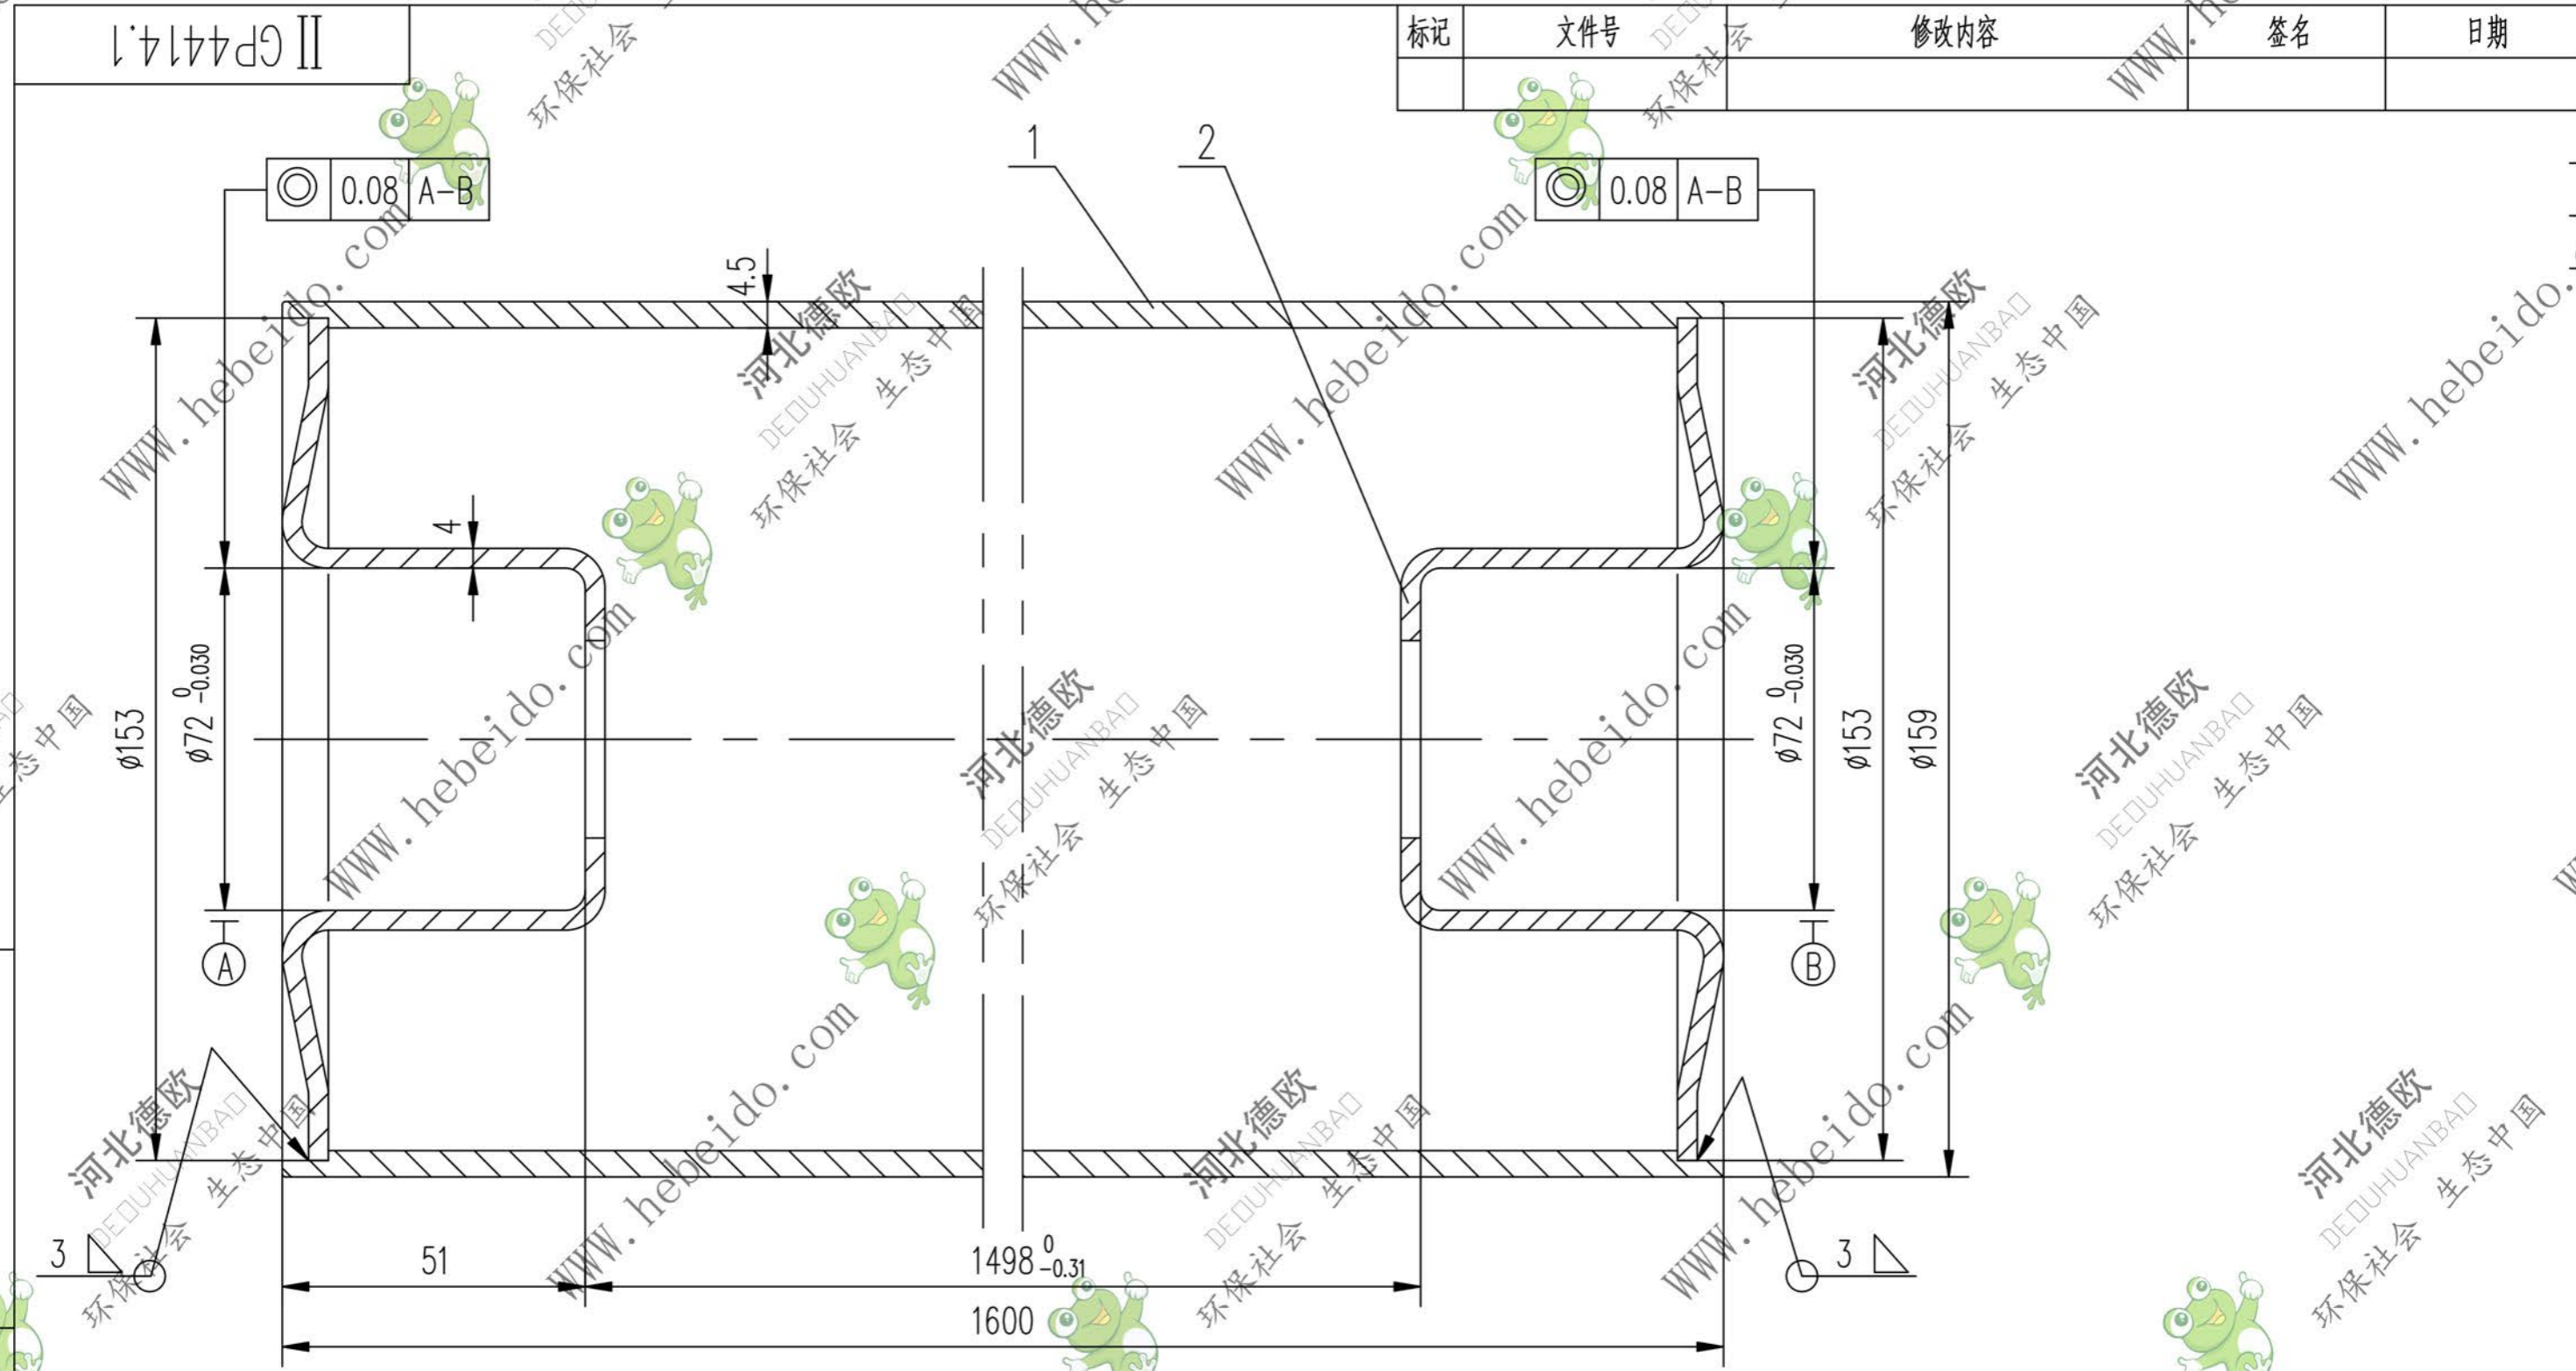 II GP4414.1
标记 文件号 修改内容 签名 日期
◎ 0.08 A-B
1
2
◎ 0.08 A-B
4.5
4
φ153
φ72 0 -0.030
φ72 0 -0.030
φ153
φ159
A
B
3
51
1498 0 -0.31
3
1600
WWW.hebeido.com
河北德欧
DEOUHUANBAO
环保社会 生态中国